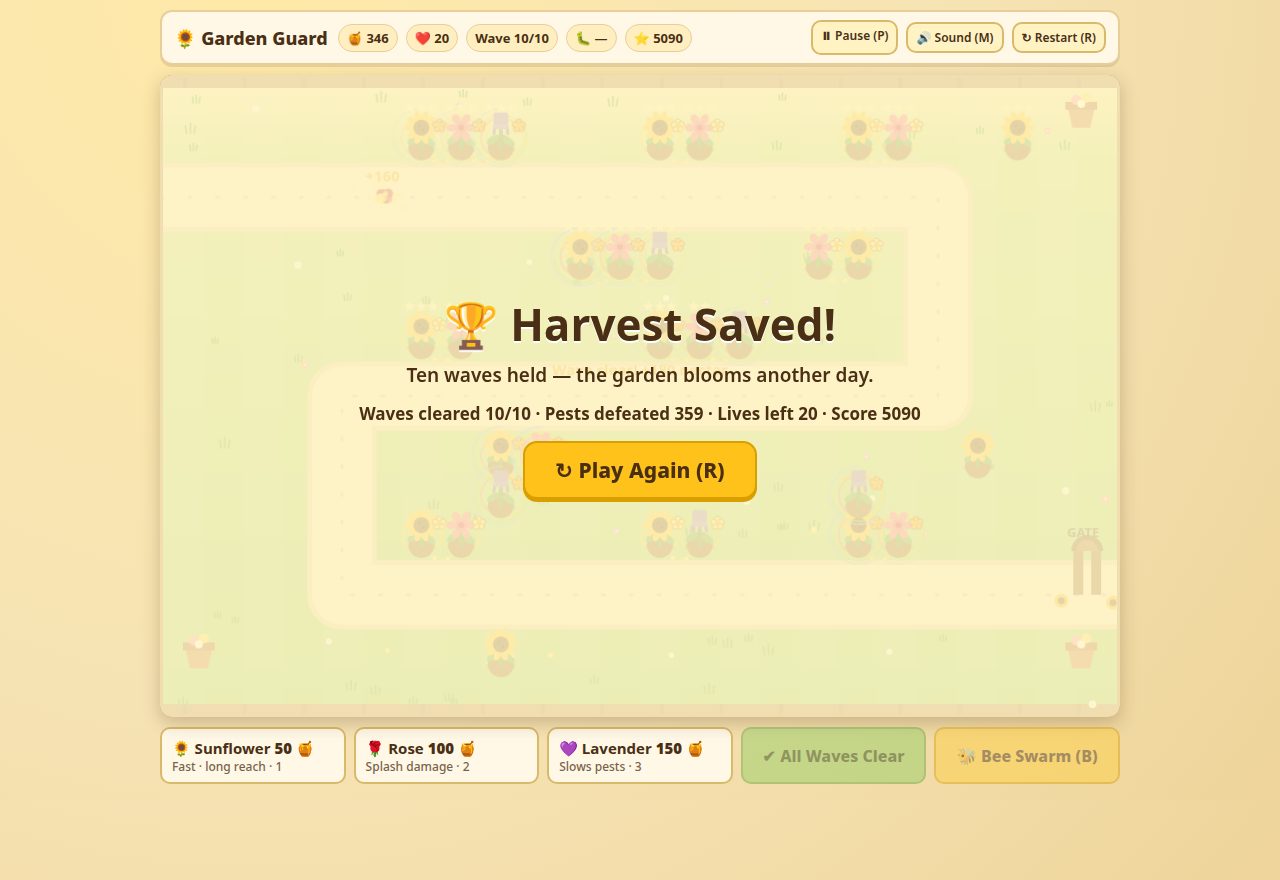 🌻 Garden Guard
🍯 346
❤️ 20
Wave 10/10
🐛 —
⭐ 5090
⏸ Pause (P)
🔊 Sound (M)
↻ Restart (R)
+160
🏆 Harvest Saved!
Ten waves held — the garden blooms another day.
Waves cleared 10/10 · Pests defeated 359 · Lives left 20 · Score 5090
↻ Play Again (R)
GATE
🌻 Sunflower 50 🍯
Fast · long reach · 1
🌹 Rose 100 🍯
Splash damage · 2
💜 Lavender 150 🍯
Slows pests · 3
✔ All Waves Clear
🐝 Bee Swarm (B)